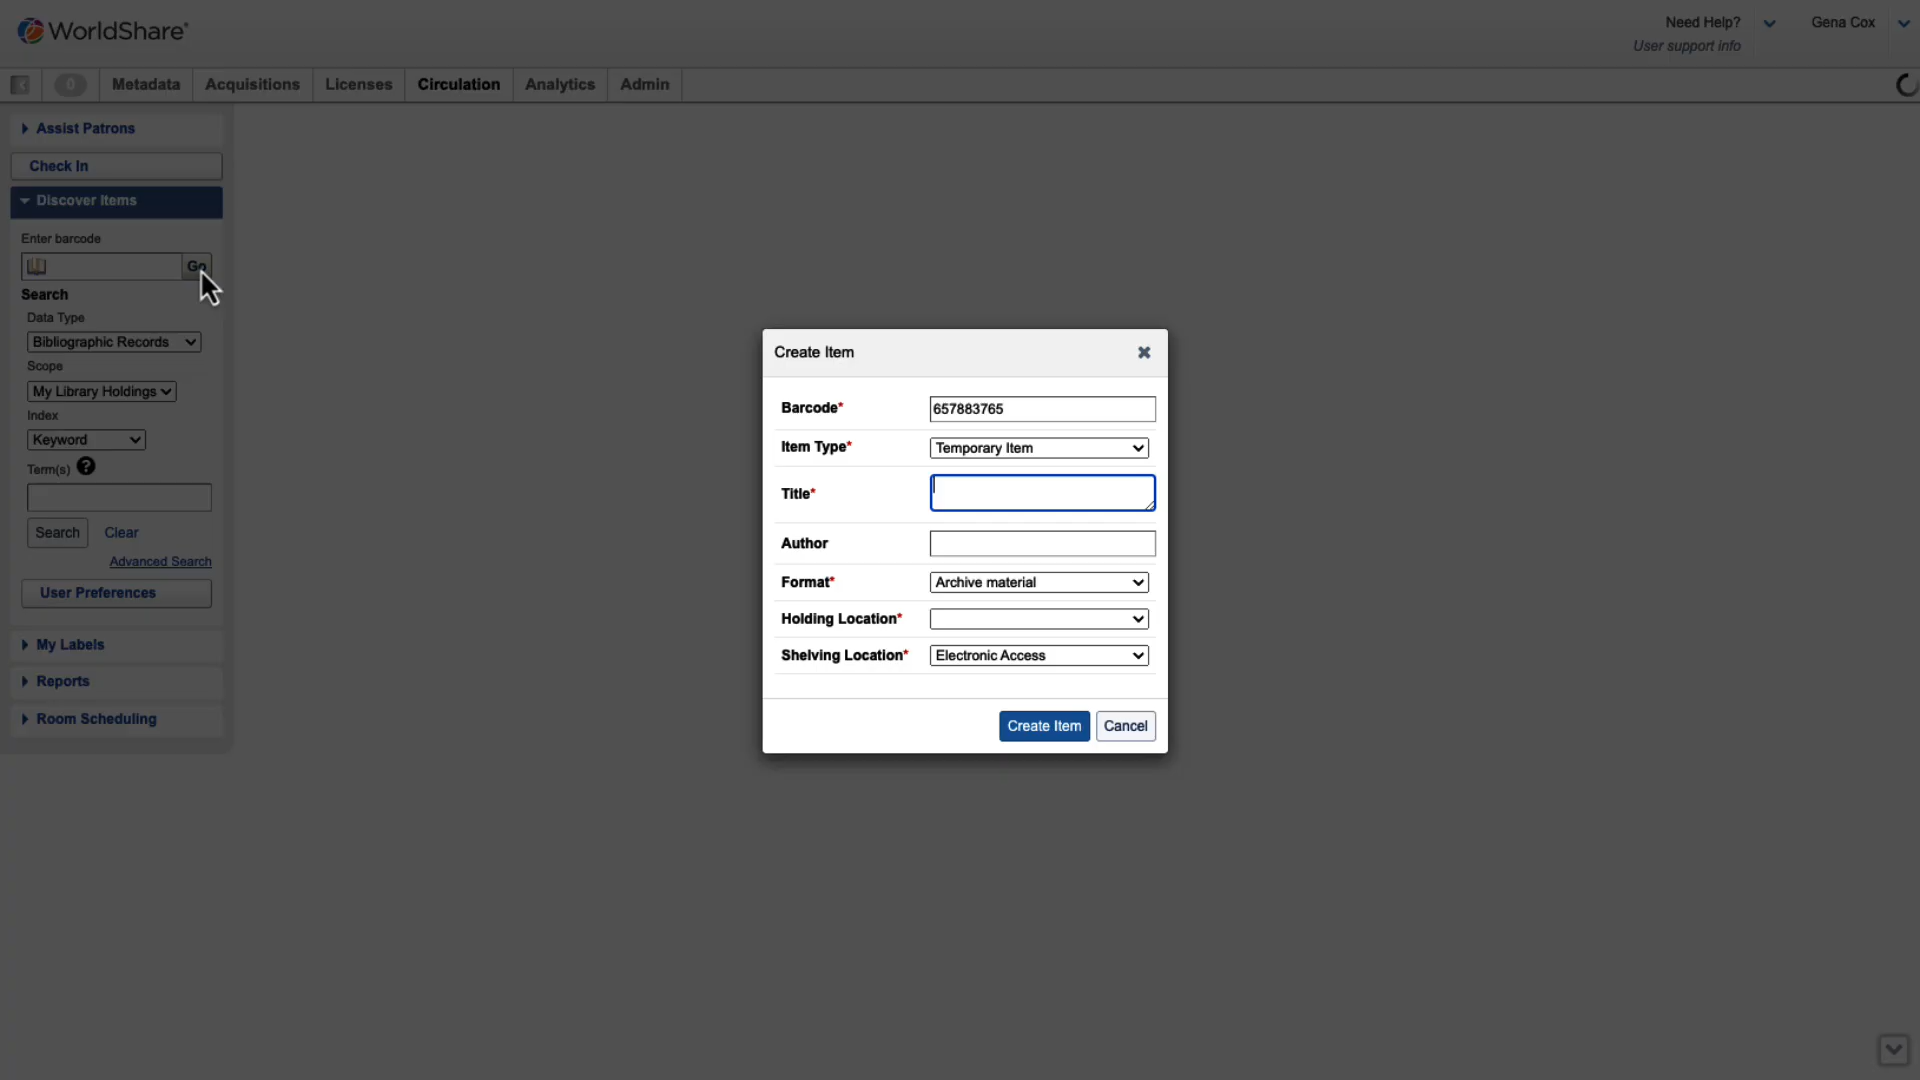 WorldShare®
Need Help?
User support info
Gena Cox
0
Metadata
Acquisitions
Licenses
Circulation
Analytics
Admin
Assist Patrons
Check In
Discover Items
Enter barcode
Go
Search
Data Type
Bibliographic Records
Scope
My Library Holdings
Index
Keyword
Term(s) ?
Search
Clear
Advanced Search
User Preferences
My Labels
Reports
Room Scheduling
Create Item
Barcode* 657883765
Item Type* Temporary Item
Title*
Author
Format* Archive material
Holding Location*
Shelving Location* Electronic Access
Create Item
Cancel